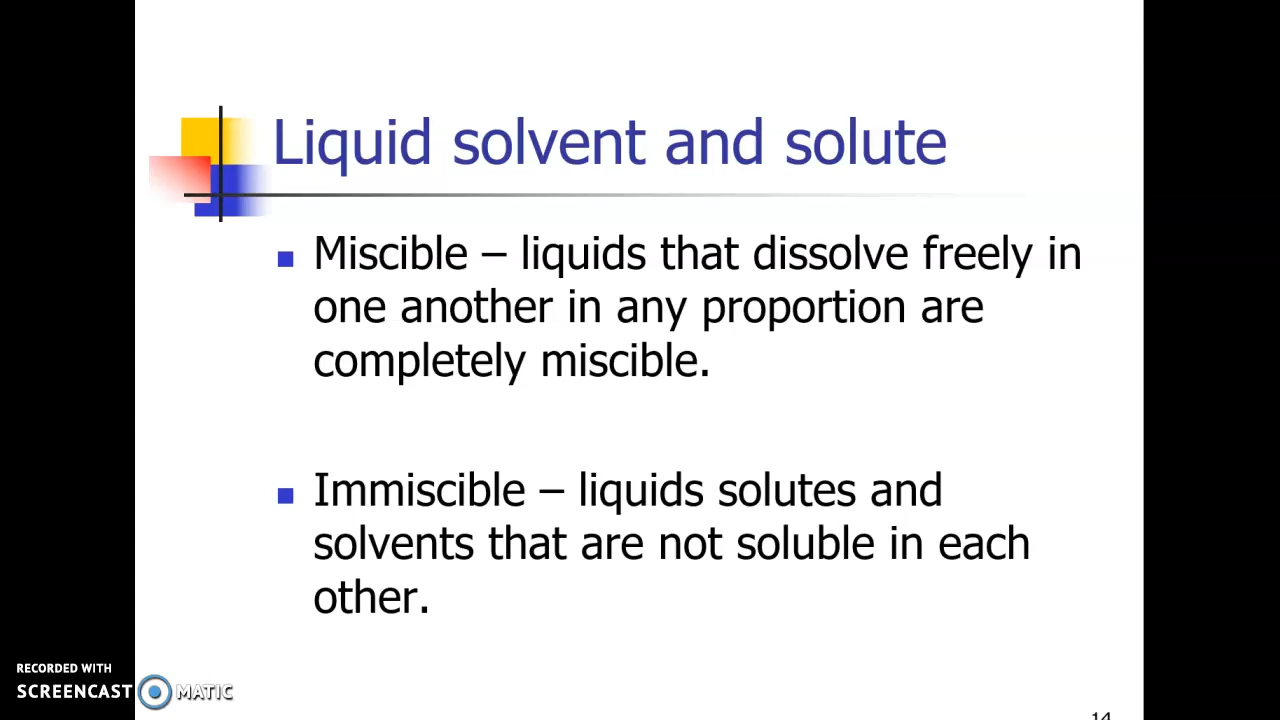 Liquid solvent and solute
Miscible – liquids that dissolve freely in
one another in any proportion are
completely miscible.
Immiscible – liquids solutes and
solvents that are not soluble in each
other.
RECORDED WITH
SCREENCAST MATIC
14